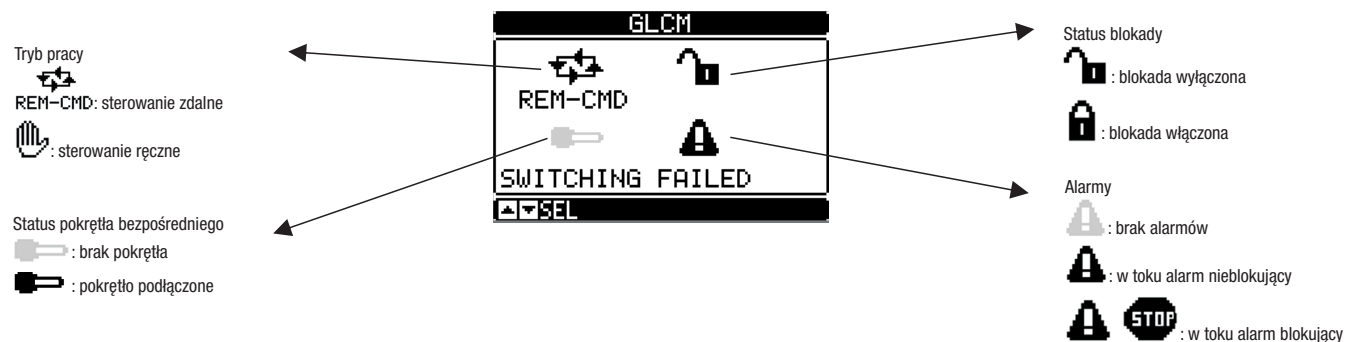 Tryb pracy
REM-CMD: sterowanie zdalne
: sterowanie ręczne
Status pokrętła bezpośredniego
: brak pokrętła
: pokrętło podłączone
GLCM
REM-CMD
SWITCHING FAILED
SEL
Status blokady
: blokada wyłączona
: blokada włączona
Alarmy
: brak alarmów
: w toku alarm nieblokujący
STOP : w toku alarm blokujący